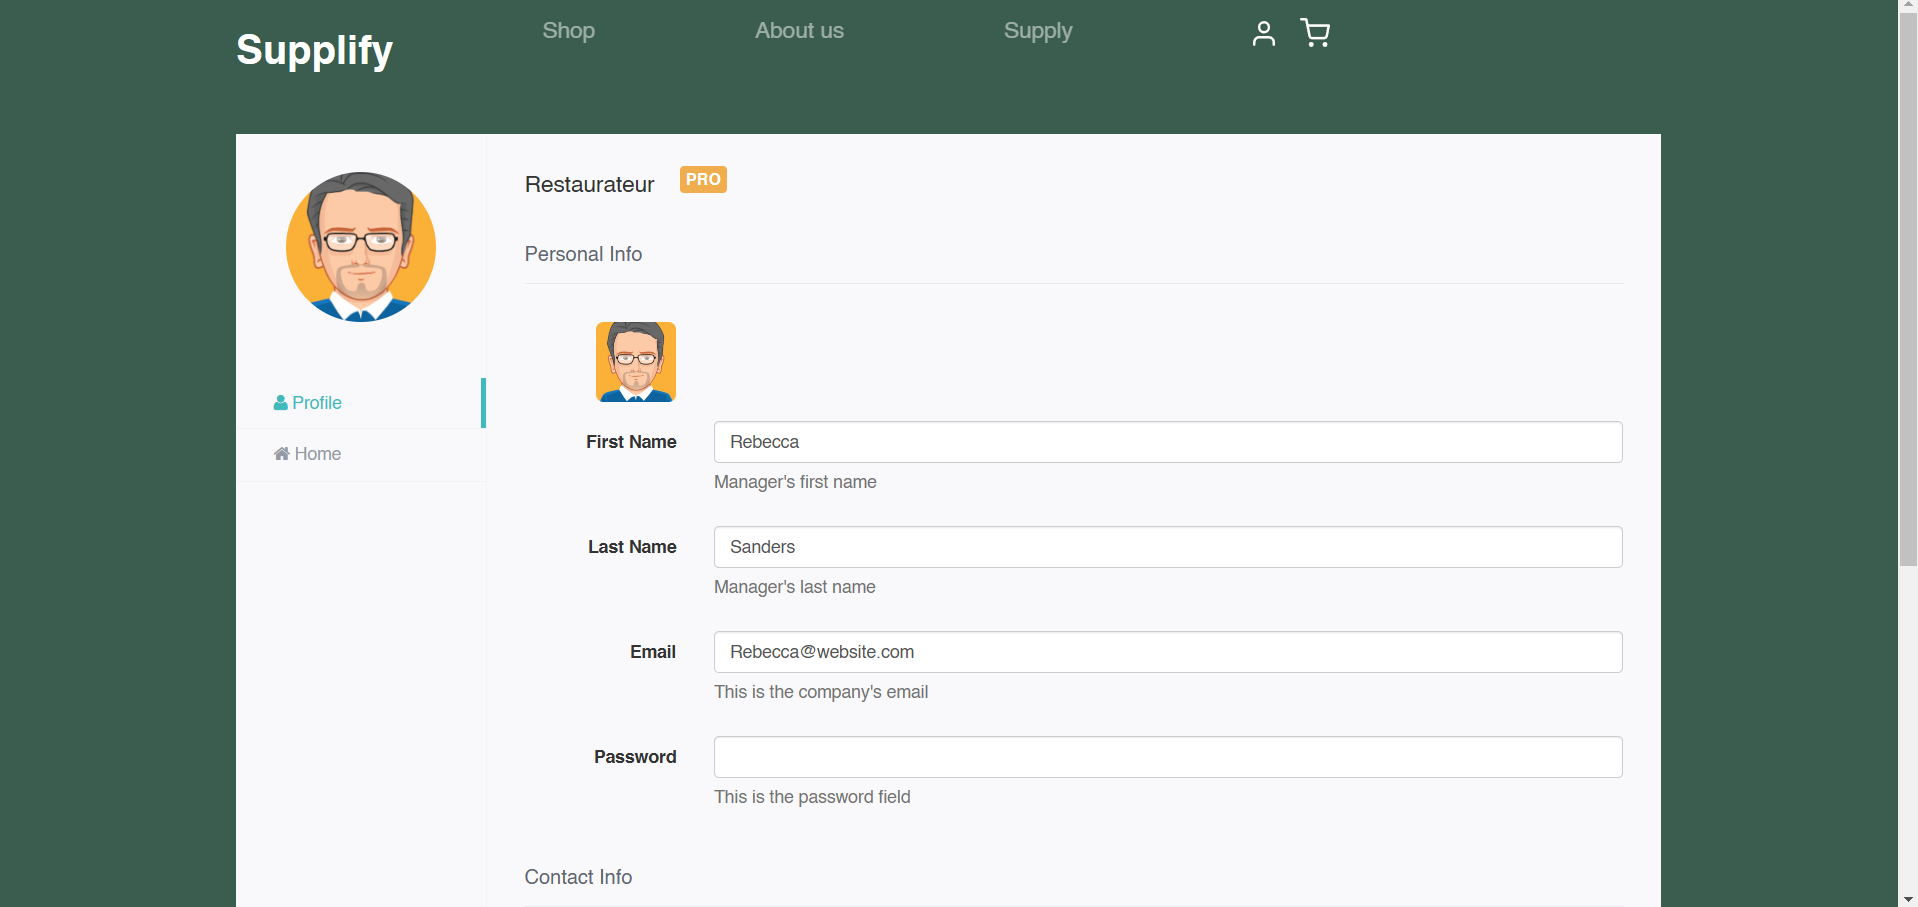 Supplify
Shop
About us
Supply
Restaurateur PRO
Personal Info
Profile
Home
First Name Rebecca
Manager's first name
Last Name Sanders
Manager's last name
Email Rebecca@website.com
This is the company's email
Password
This is the password field
Contact Info